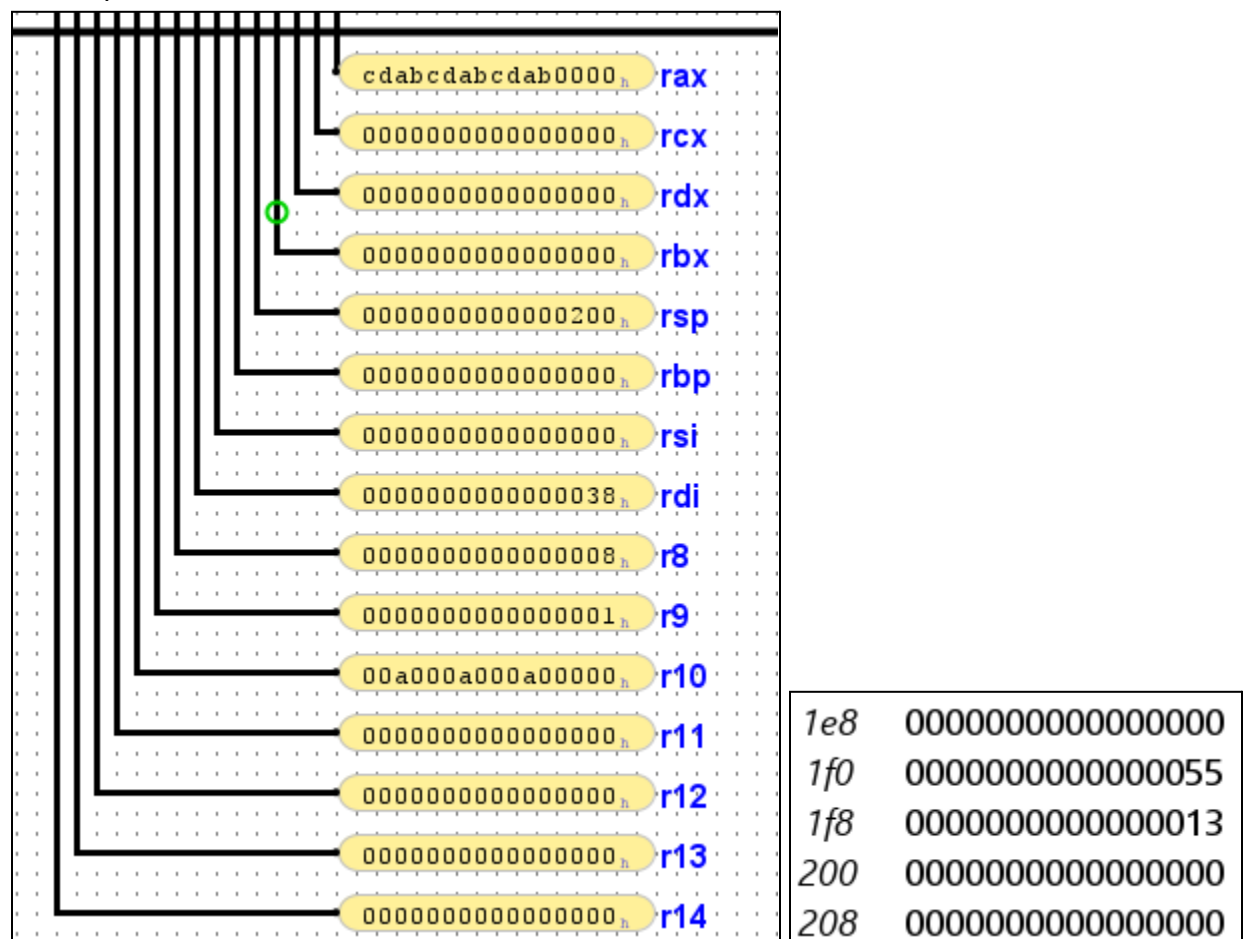 cdabcdabcdab0000h rax
0000000000000000h rcx
0000000000000000h rdx
0000000000000000h rbx
0000000000000200h rsp
0000000000000000h rbp
0000000000000000h rsi
0000000000000038h rdi
0000000000000008h r8
0000000000000001h r9
00a000a000a00000h r10
0000000000000000h r11
0000000000000000h r12
0000000000000000h r13
0000000000000000h r14
1e8 0000000000000000
1f0 0000000000000055
1f8 0000000000000013
200 0000000000000000
208 0000000000000000